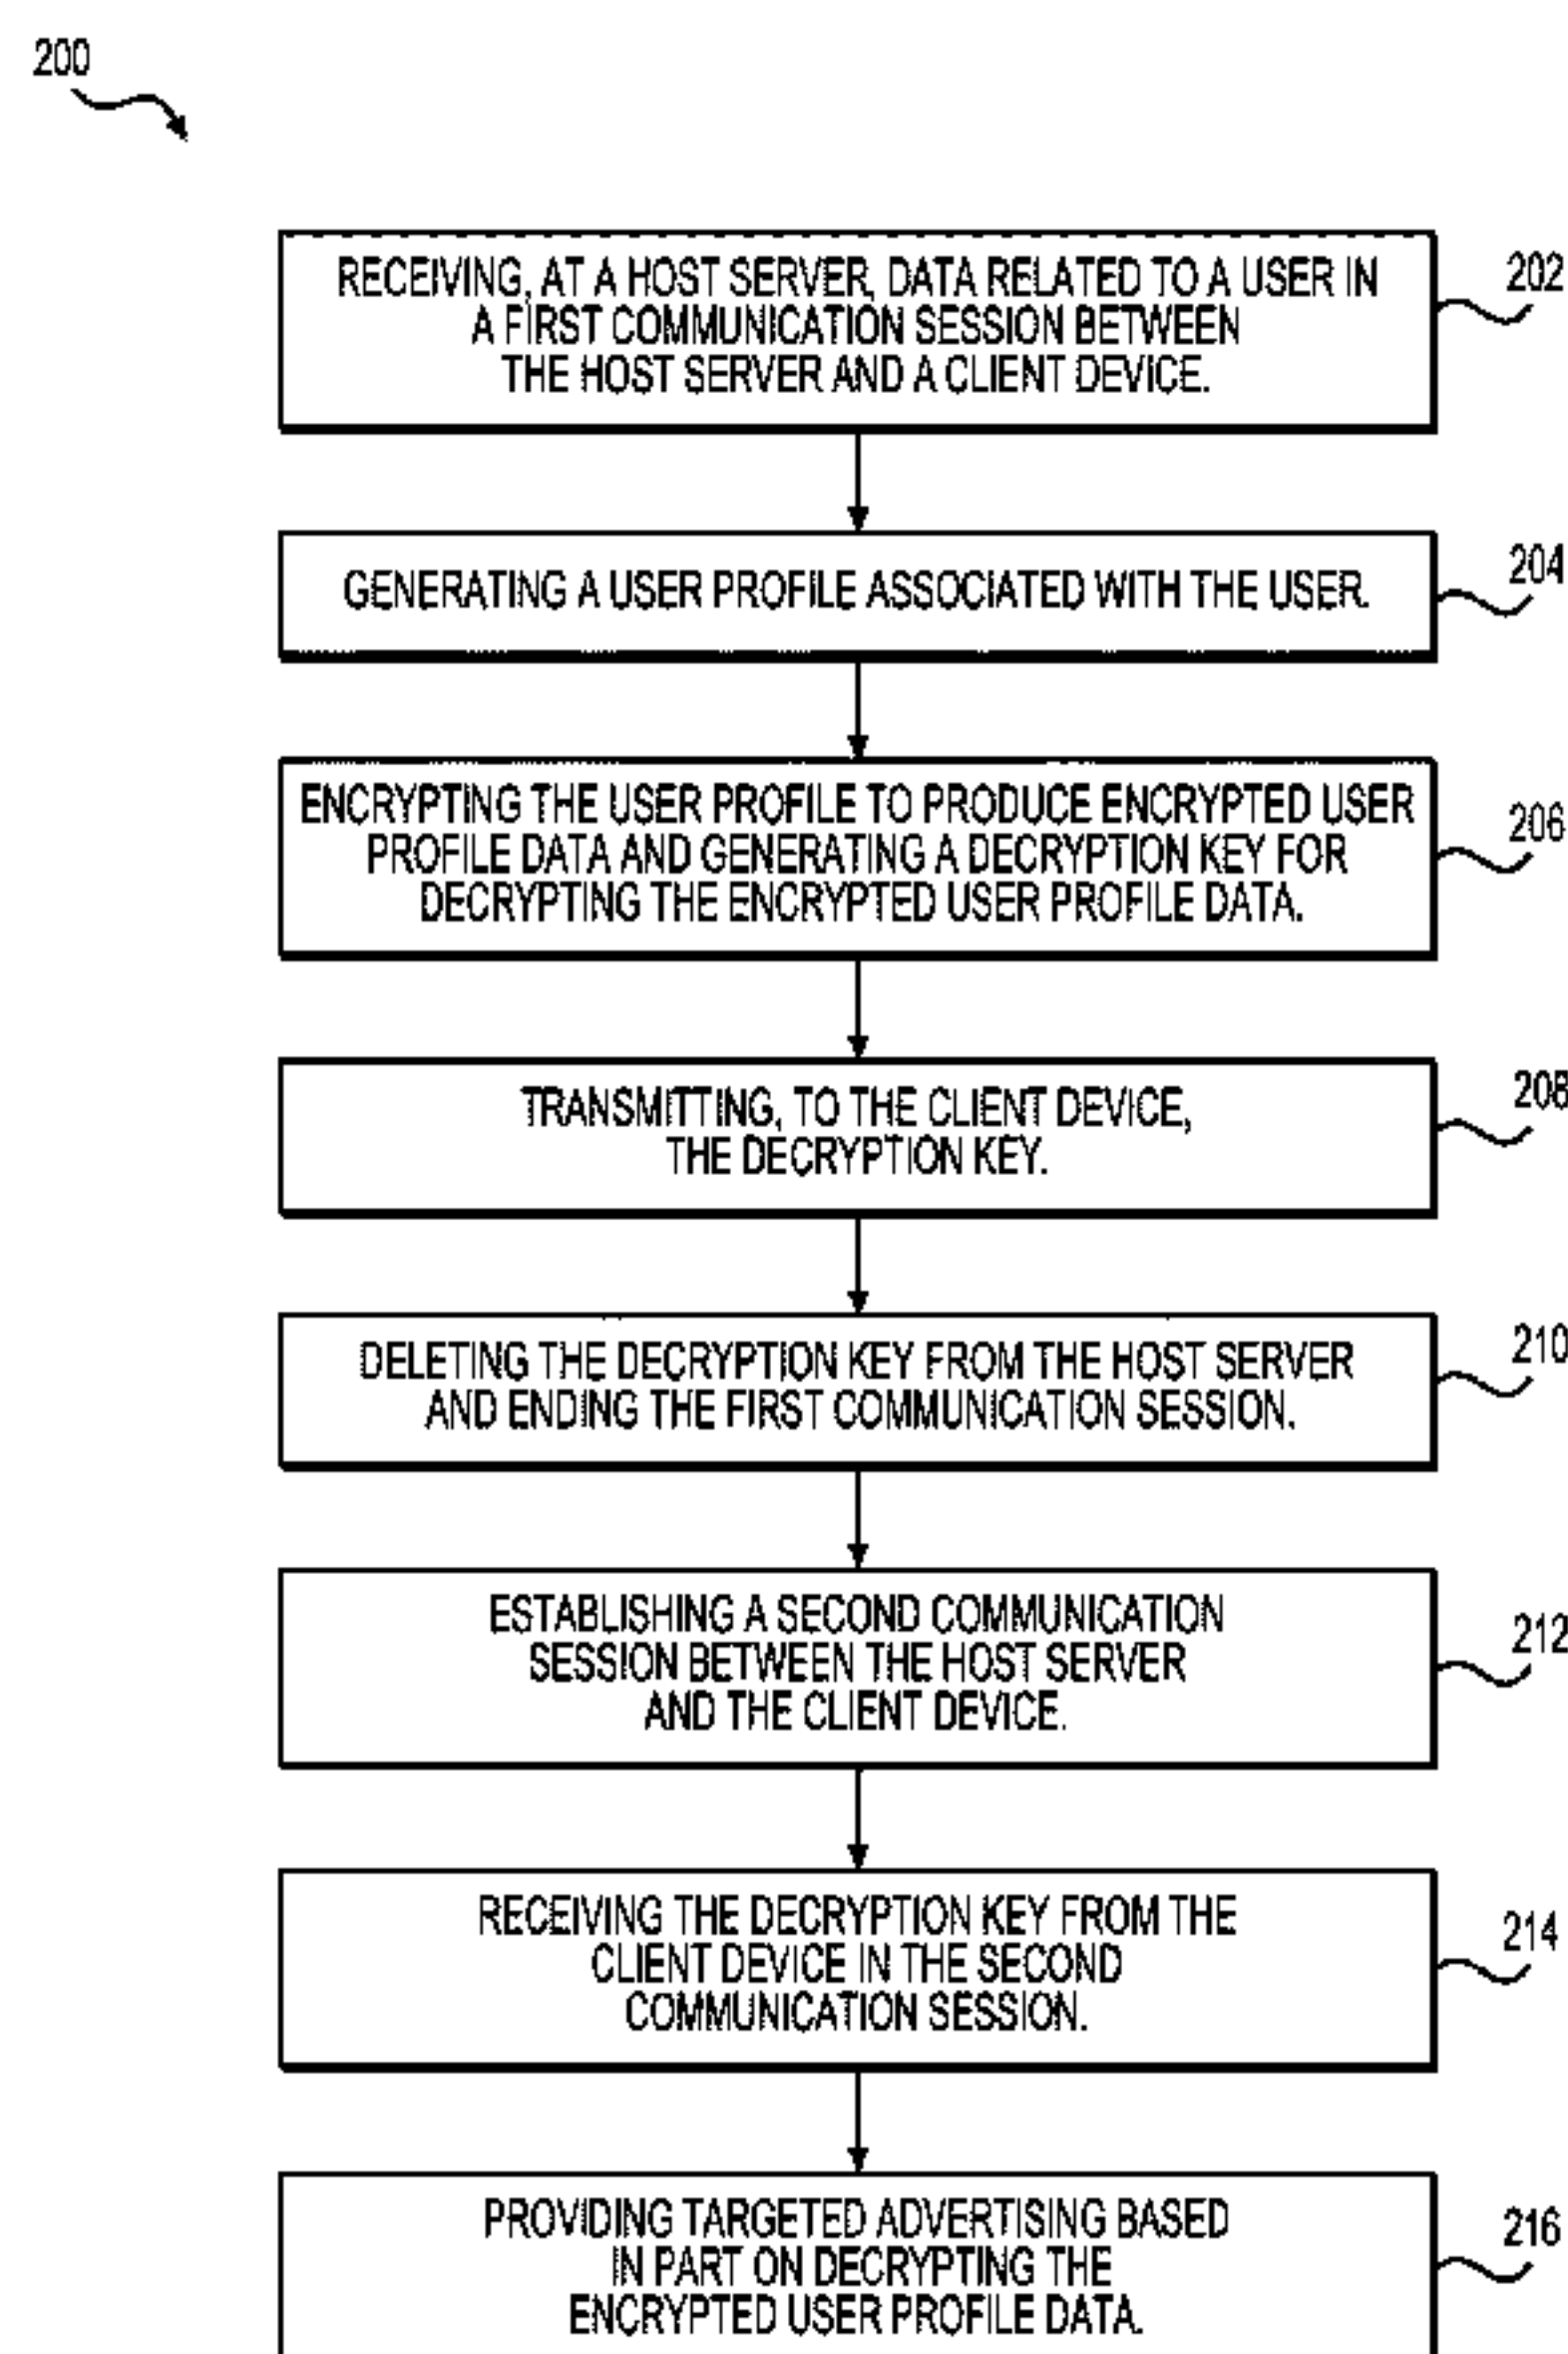 200
RECEIVING, AT A HOST SERVER, DATA RELATED TO A USER IN
A FIRST COMMUNICATION SESSION BETWEEN
THE HOST SERVER AND A CLIENT DEVICE.
202
GENERATING A USER PROFILE ASSOCIATED WITH THE USER.
204
ENCRYPTING THE USER PROFILE TO PRODUCE ENCRYPTED USER
PROFILE DATA AND GENERATING A DECRYPTION KEY FOR
DECRYPTING THE ENCRYPTED USER PROFILE DATA.
206
TRANSMITTING, TO THE CLIENT DEVICE,
THE DECRYPTION KEY.
208
DELETING THE DECRYPTION KEY FROM THE HOST SERVER
AND ENDING THE FIRST COMMUNICATION SESSION.
210
ESTABLISHING A SECOND COMMUNICATION
SESSION BETWEEN THE HOST SERVER
AND THE CLIENT DEVICE.
212
RECEIVING THE DECRYPTION KEY FROM THE
CLIENT DEVICE IN THE SECOND
COMMUNICATION SESSION.
214
PROVIDING TARGETED ADVERTISING BASED
IN PART ON DECRYPTING THE
ENCRYPTED USER PROFILE DATA.
216